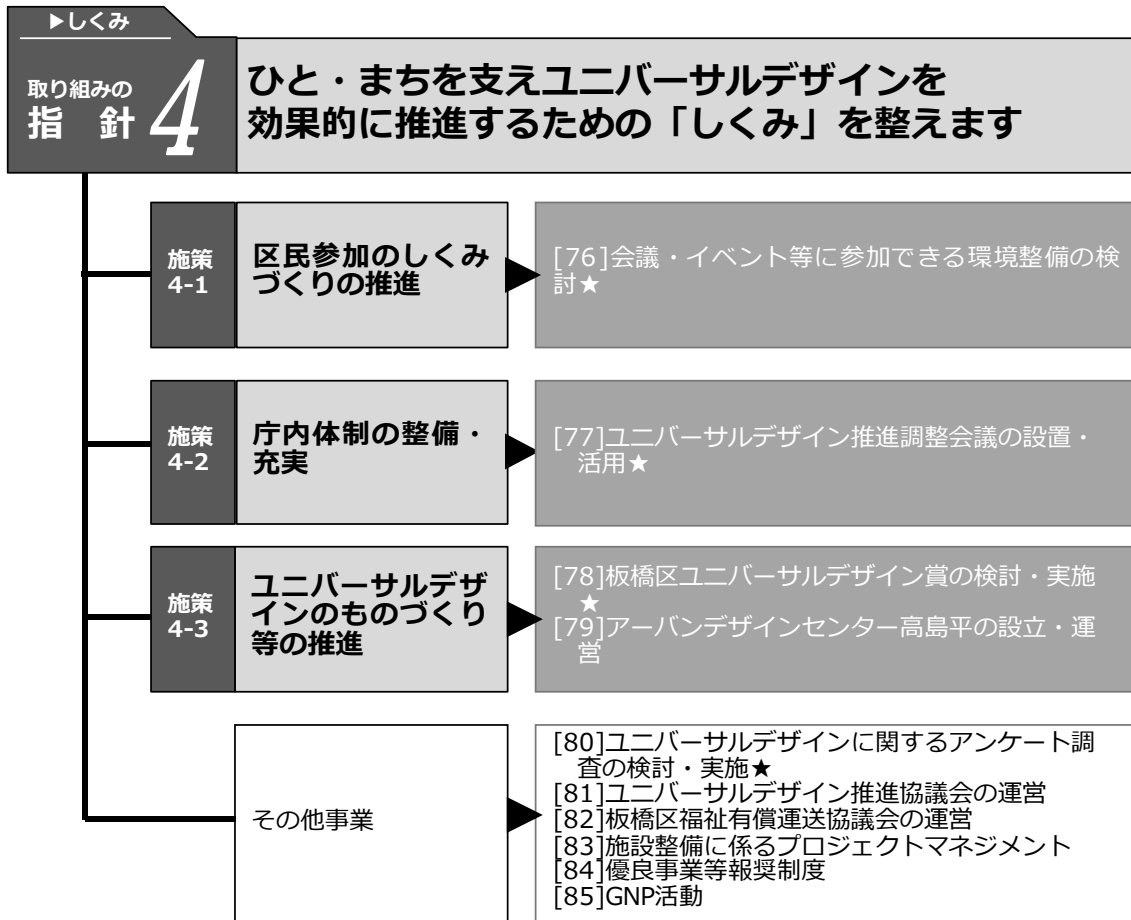 ▶しくみ
取り組みの
指 針 4
ひと・まちを支えユニバーサルデザインを
効果的に推進するための「しくみ」を整えます
施策
4-1
区民参加のしくみ
づくりの推進
[76]会議・イベント等に参加できる環境整備の検
討★
施策
4-2
庁内体制の整備・
充実
[77]ユニバーサルデザイン推進調整会議の設置・
活用★
施策
4-3
ユニバーサルデザ
インのものづくり
等の推進
[78]板橋区ユニバーサルデザイン賞の検討・実施
★
[79]アーバンデザインセンター高島平の設立・運
営
その他事業
[80]ユニバーサルデザインに関するアンケート調
査の検討・実施★
[81]ユニバーサルデザイン推進協議会の運営
[82]板橋区福祉有償運送協議会の運営
[83]施設整備に係るプロジェクトマネジメント
[84]優良事業等報奨制度
[85]GNP活動